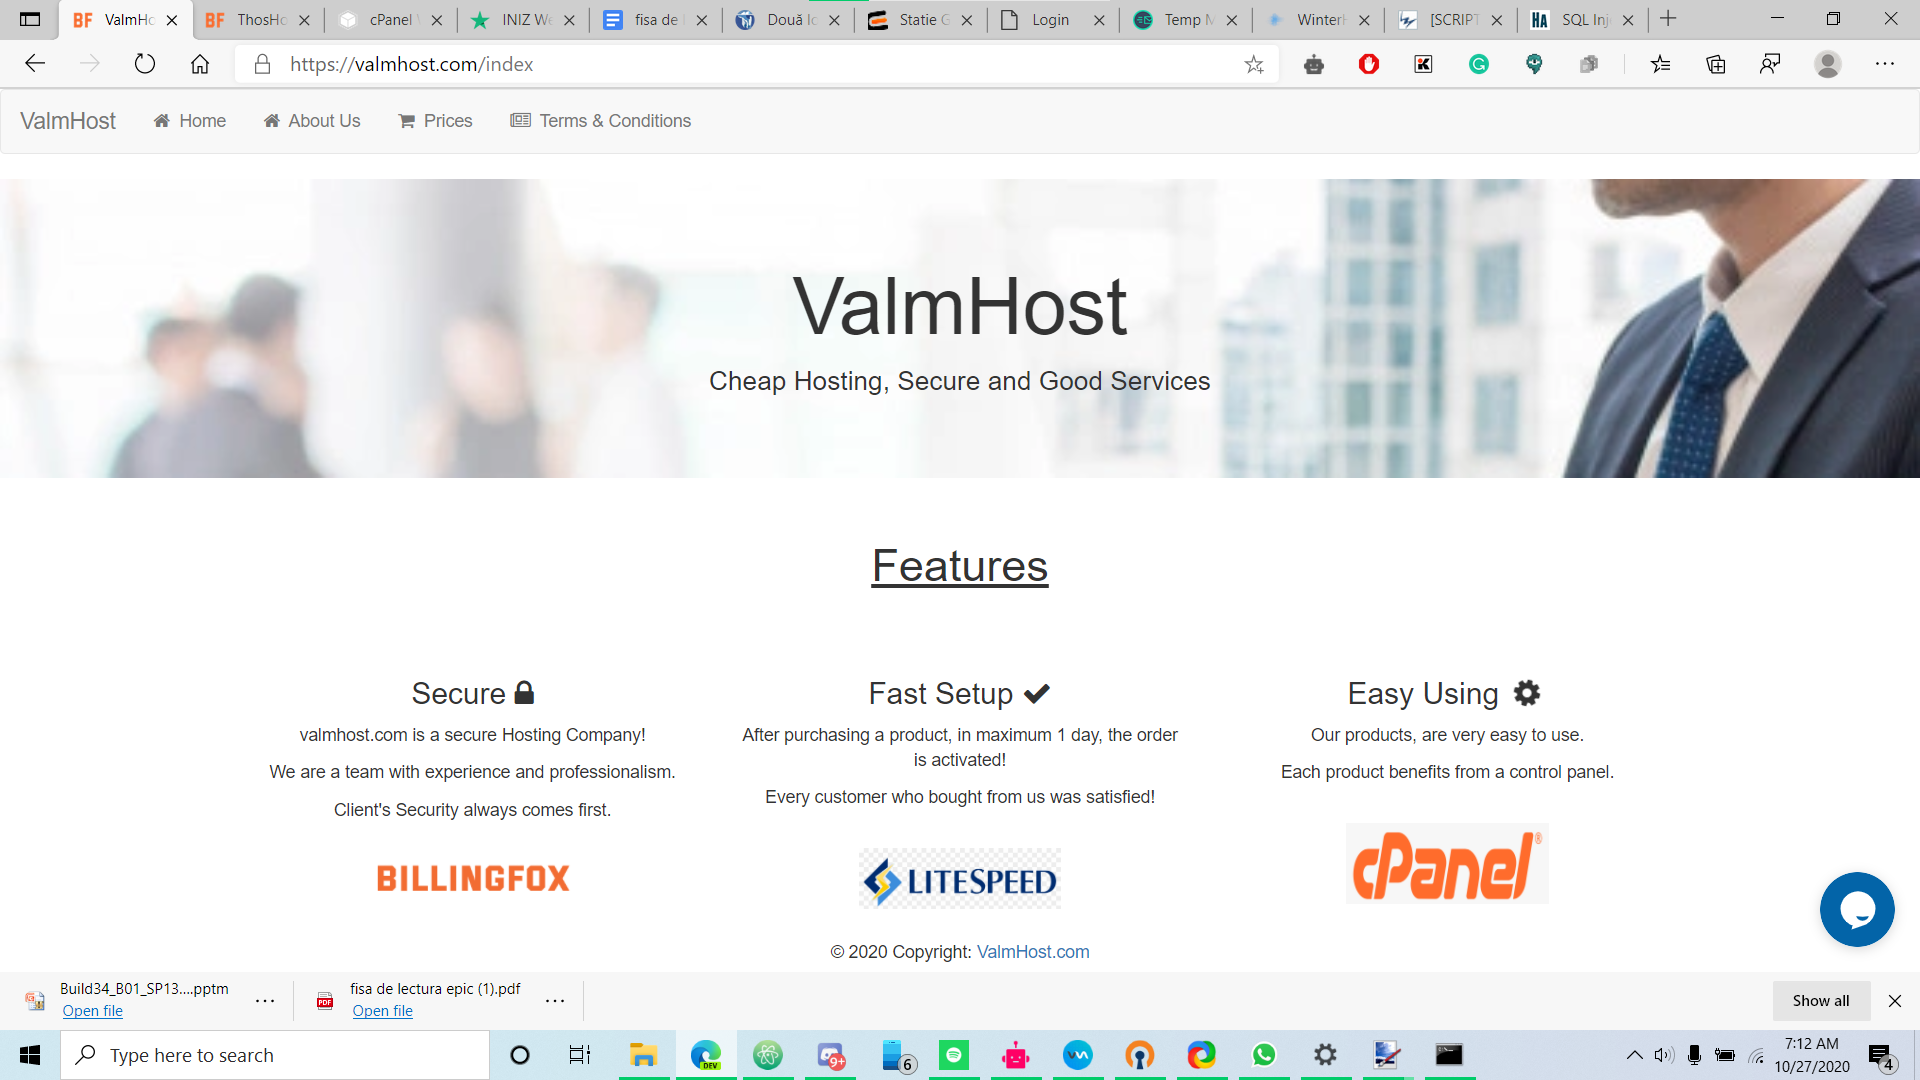 ValmHo
ThosHo
cPanel
INIZ We
fisa de
Două
Statie G
Login
Temp M
WinterH
[SCRIPT
HA
SQL Inj
https://valmhost.com/index
ValmHost
Home
About Us
Prices
Terms & Conditions
ValmHost
Cheap Hosting, Secure and Good Services
Features
Secure
valmhost.com is a secure Hosting Company!
We are a team with experience and professionalism.
Client's Security always comes first.
BILLINGFOX
Fast Setup
After purchasing a product, in maximum 1 day, the order
is activated!
Every customer who bought from us was satisfied!
LITESPEED
Easy Using
Our products, are very easy to use.
Each product benefits from a control panel.
cPanel®
© 2020 Copyright: ValmHost.com
Build34_B01_SP13....pptm
Open file
fisa de lectura epic (1).pdf
Open file
Show all
Type here to search
DEV
9+
6
7:12 AM
10/27/2020
4